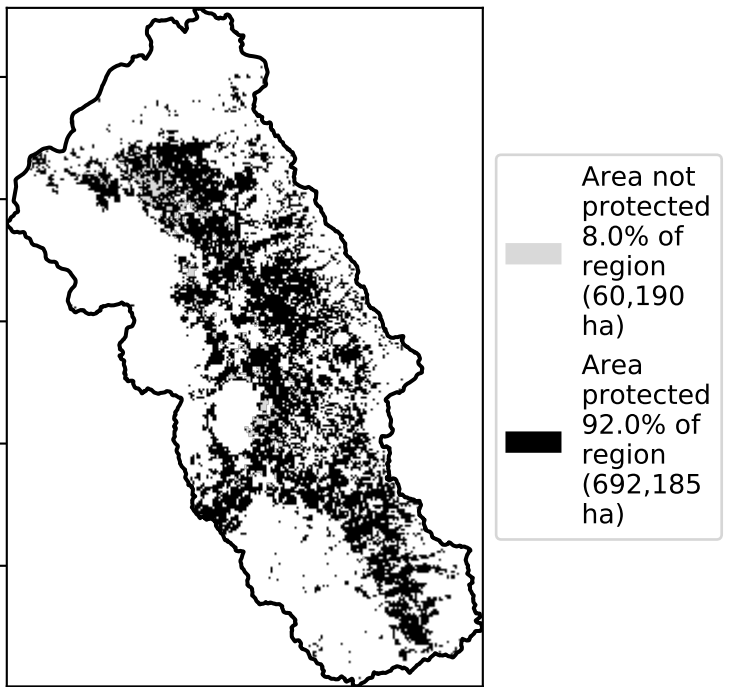 Area not
protected
8.0% of
region
(60,190
ha)
Area
protected
92.0% of
region
(692,185
ha)